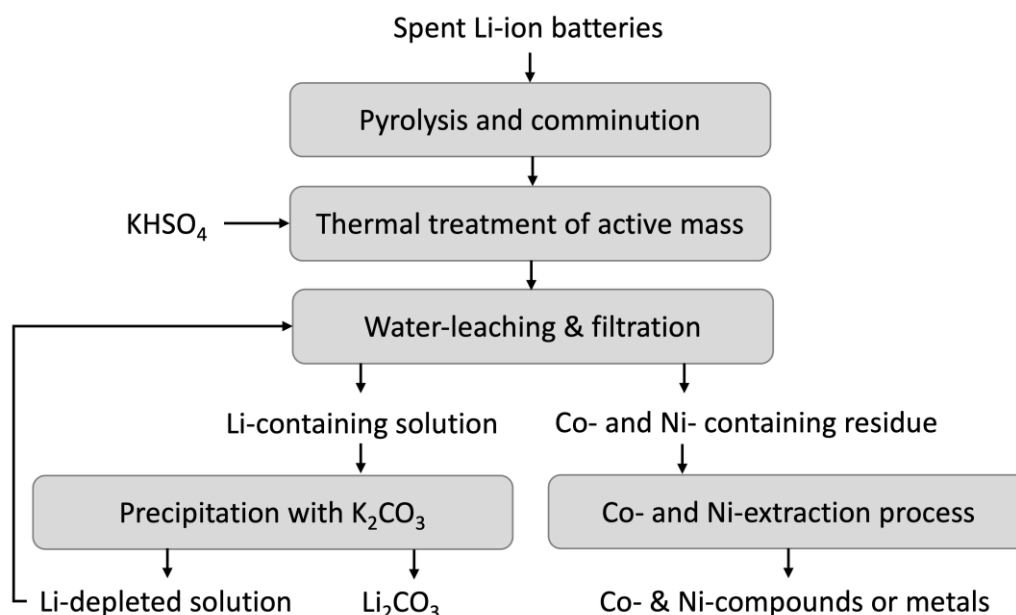 Spent Li-ion batteries
Pyrolysis and comminution
KHSO₄
Thermal treatment of active mass
Water-leaching & filtration
Li-containing solution
Co- and Ni- containing residue
Precipitation with K₂CO₃
Co- and Ni-extraction process
Li-depleted solution
Li₂CO₃
Co- & Ni-compounds or metals